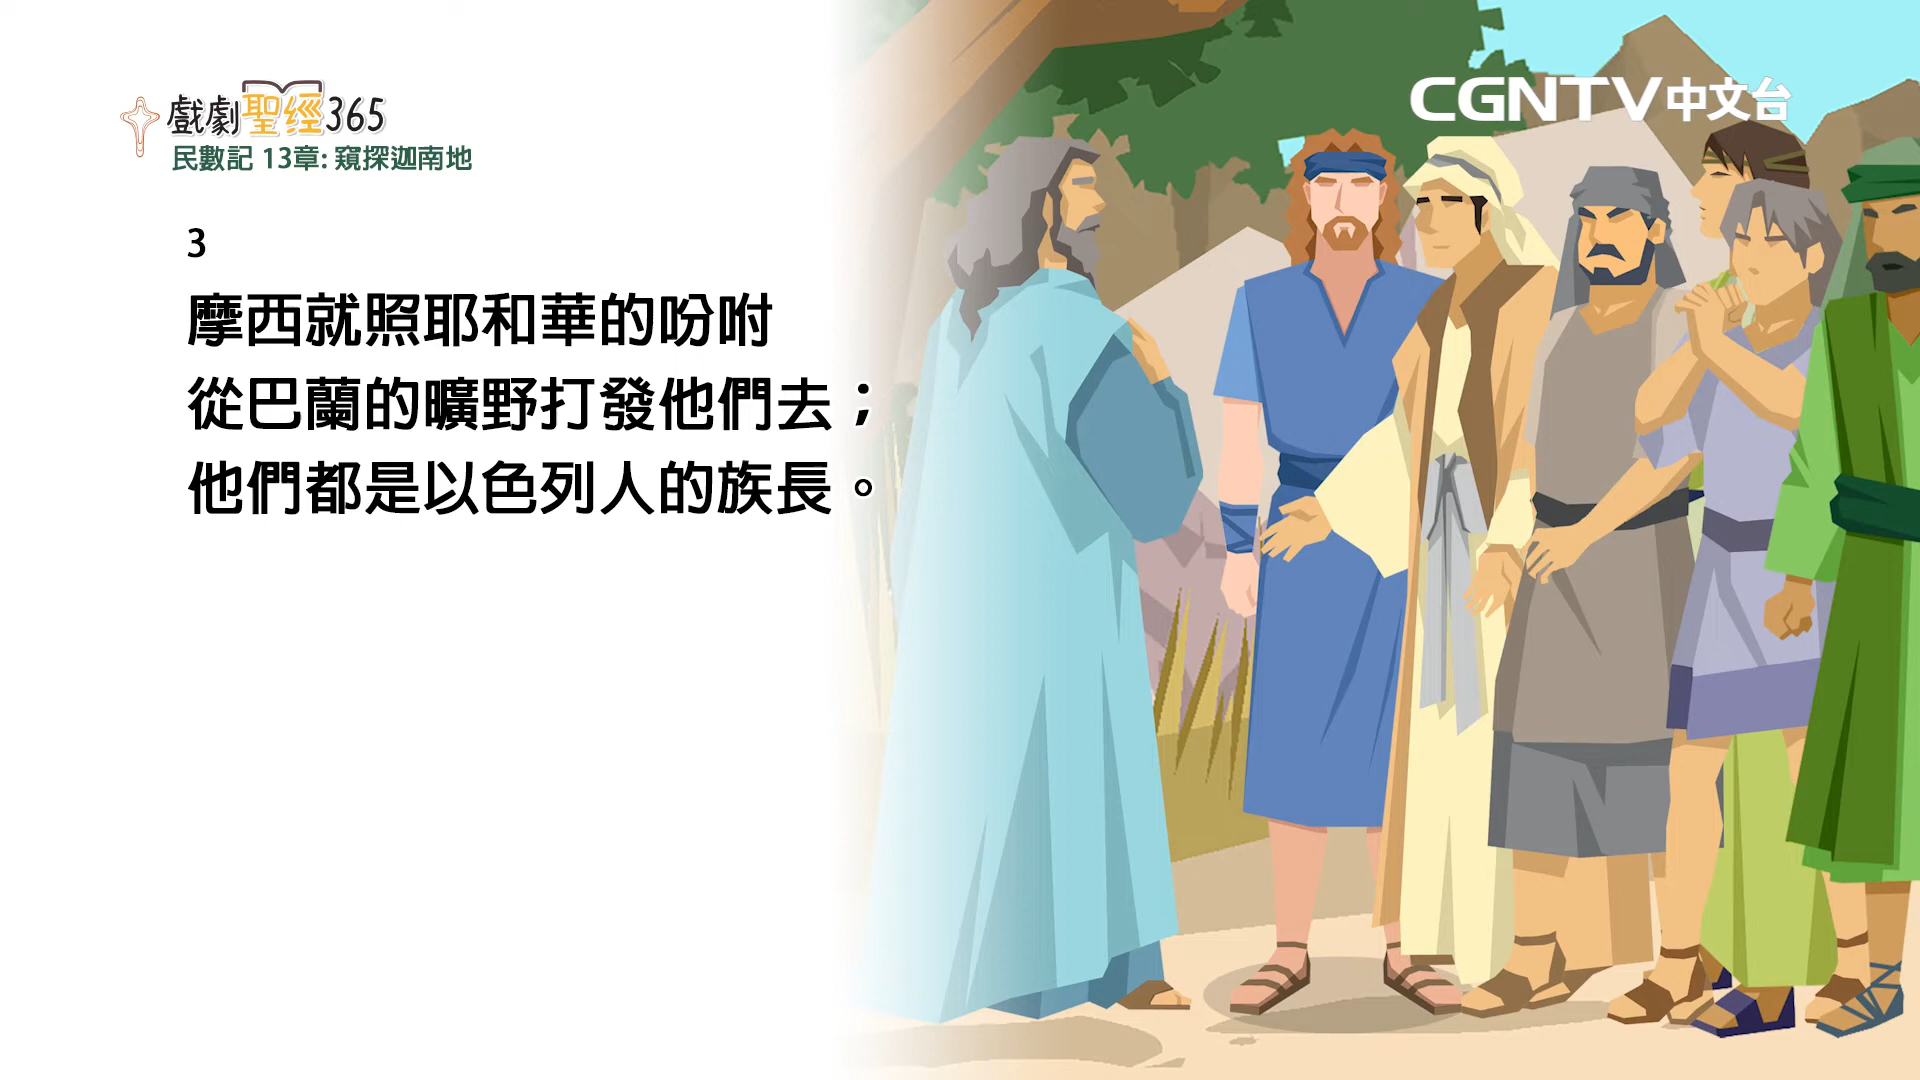 戲劇聖經365
CGNTV中文台
民數記 13章: 窺探迦南地
3
摩西就照耶和華的吩咐
從巴蘭的曠野打發他們去；
他們都是以色列人的族長。